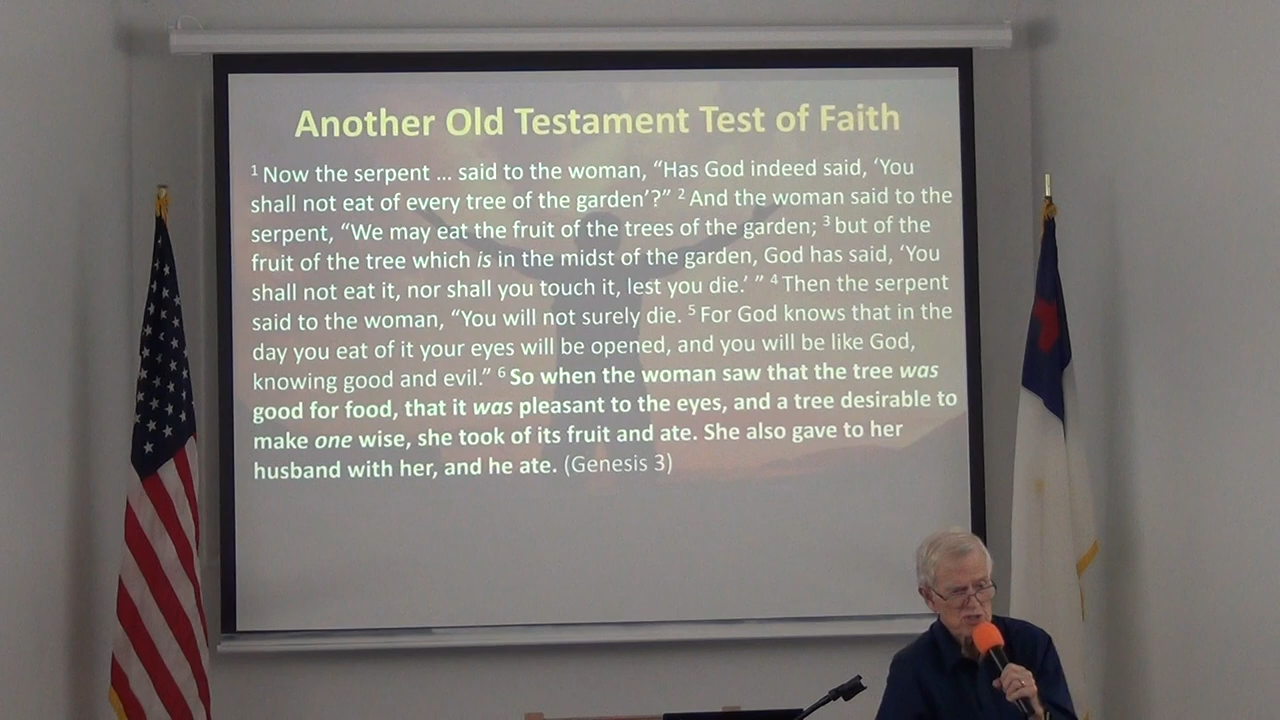 Another Old Testament Test of Faith
¹ Now the serpent ... said to the woman, “Has God indeed said, ‘You
shall not eat of every tree of the garden’?” ² And the woman said to the
serpent, “We may eat the fruit of the trees of the garden; ³ but of the
fruit of the tree which is in the midst of the garden, God has said, ‘You
shall not eat it, nor shall you touch it, lest you die.’ ” ⁴ Then the serpent
said to the woman, “You will not surely die. ⁵ For God knows that in the
day you eat of it your eyes will be opened, and you will be like God,
knowing good and evil.” ⁶ So when the woman saw that the tree was
good for food, that it was pleasant to the eyes, and a tree desirable to
make one wise, she took of its fruit and ate. She also gave to her
husband with her, and he ate. (Genesis 3)